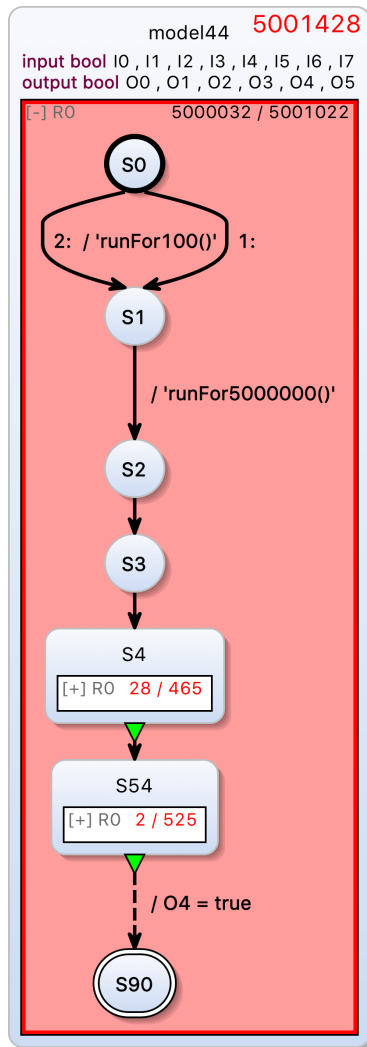 model44 5001428
input bool I0 , I1 , I2 , I3 , I4 , I5 , I6 , I7
output bool O0 , O1 , O2 , O3 , O4 , O5
[-] R0 5000032 / 5001022
S0
2: / 'runFor100()' 1:
S1
/ 'runFor5000000()'
S2
S3
S4
[+] R0 28 / 465
S54
[+] R0 2 / 525
/ O4 = true
S90